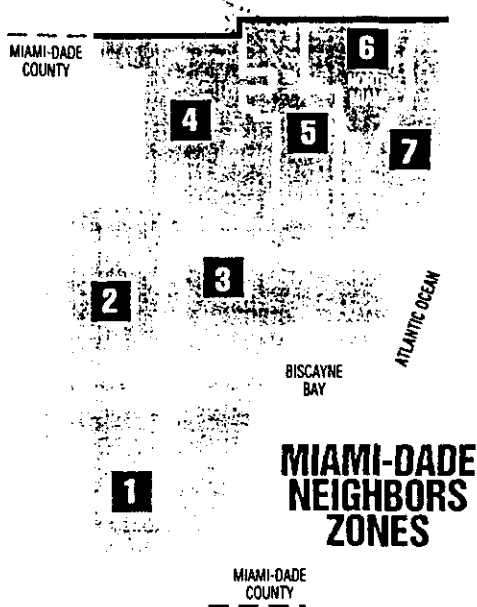 6
MIAMI-DADE
COUNTY
4
5
7
3
2
ATLANTIC OCEAN
BISCAYNE
BAY
1
MIAMI-DADE
NEIGHBORS
ZONES
MIAMI-DADE
COUNTY